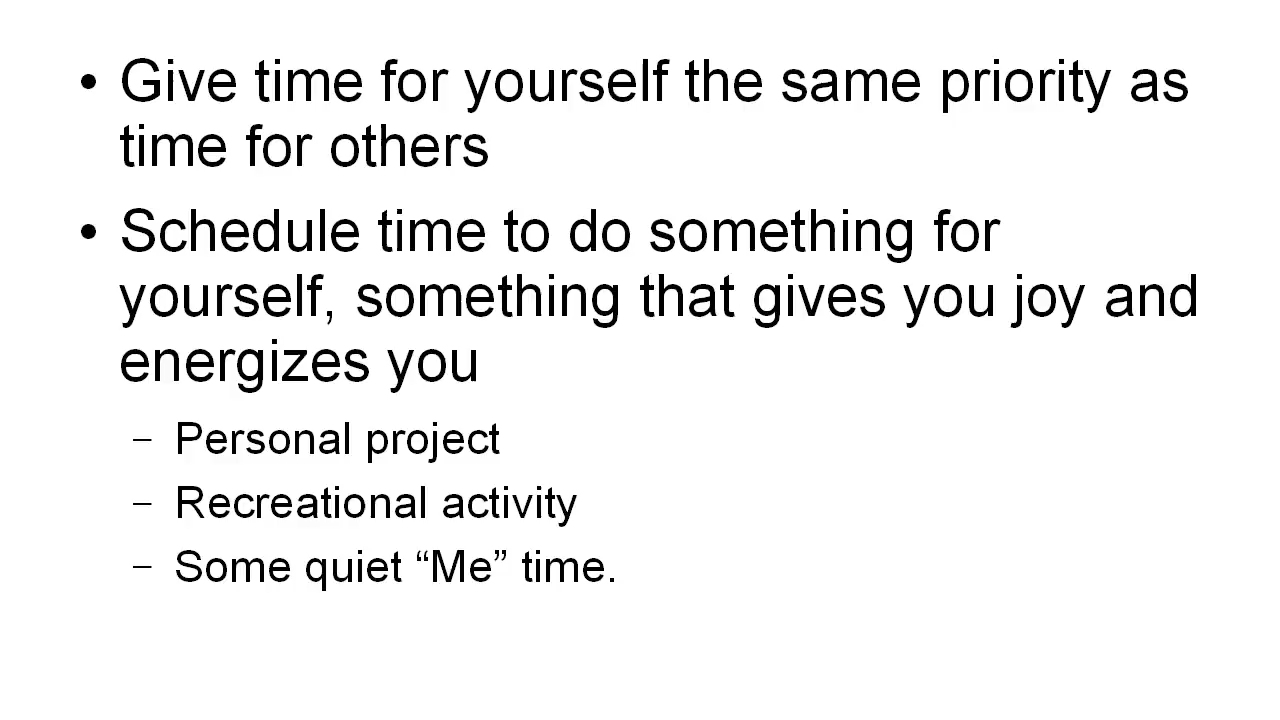 • Give time for yourself the same priority as
time for others
• Schedule time to do something for
yourself, something that gives you joy and
energizes you
– Personal project
– Recreational activity
– Some quiet “Me” time.